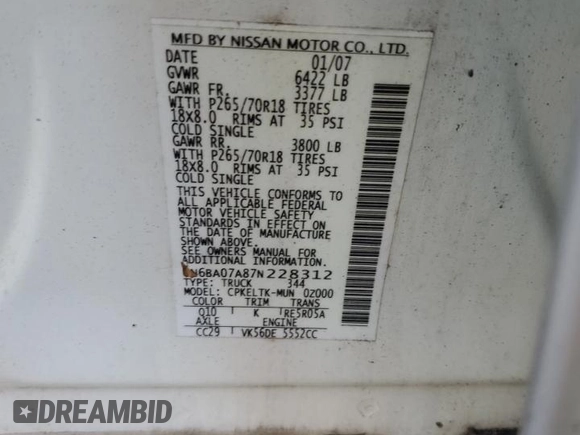 MFD BY NISSAN MOTOR CO., LTD.
DATE 01/07
GVWR 6422 LB
GAWR FR. 3377 LB
WITH P265/70R18 TIRES
18X8.0 RIMS AT 35 PSI
COLD SINGLE
GAWR RR. 3800 LB
WITH P265/70R18 TIRES
18X8.0 RIMS AT 35 PSI
COLD SINGLE
THIS VEHICLE CONFORMS TO
ALL APPLICABLE FEDERAL
MOTOR VEHICLE SAFETY
STANDARDS IN EFFECT ON
THE DATE OF MANUFACTURE
SHOWN ABOVE.
SEE OWNERS MANUAL FOR
ADDITIONAL INFORMATION.
N6BA07A87N228312
TYPE: TRUCK 344
MODEL: CPKELTK-MUN 0Z000
COLOR TRIM TRANS
Q10 K RE5R05A
AXLE ENGINE
CC29 VK56DE 5552CC
DREAMBID